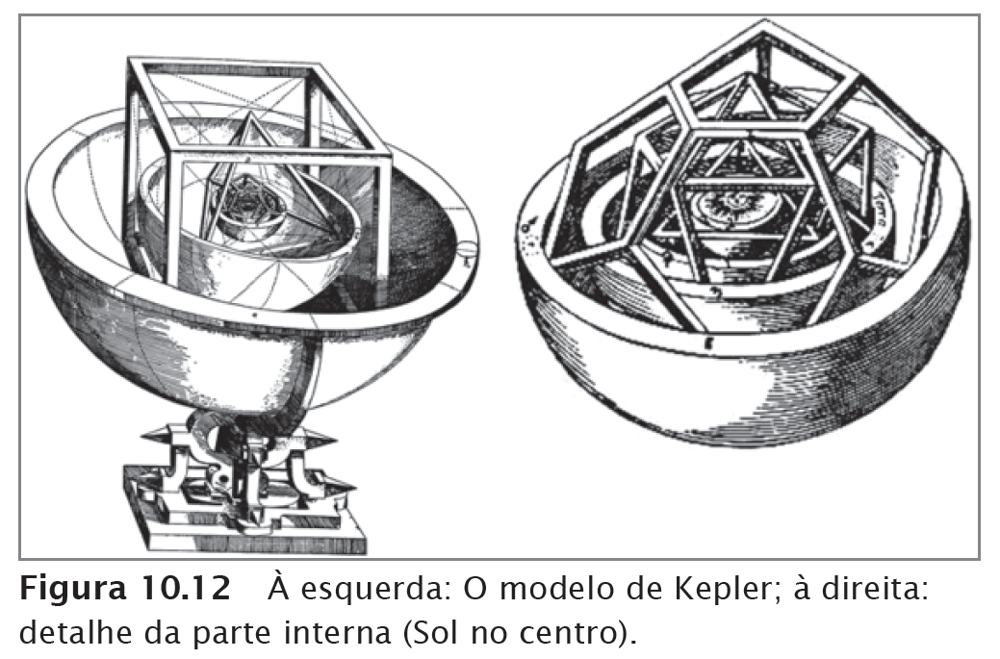 Figura 10.12 À esquerda: O modelo de Kepler; à direita:
detalhe da parte interna (Sol no centro).